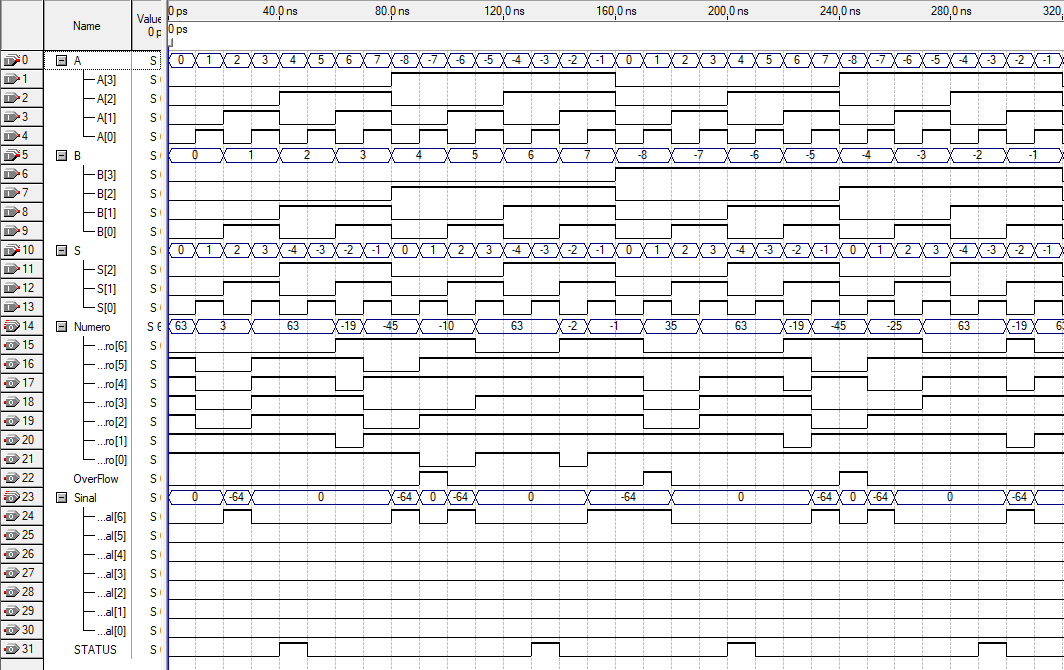 Name Value 0 ps 40.0 ns 80.0 ns 120.0 ns 160.0 ns 200.0 ns 240.0 ns 280.0 ns 320.
0 p 0 ps
0 A S 0 1 2 3 4 5 6 7 -8 -7 -6 -5 -4 -3 -2 -1 0 1 2 3 4 5 6 7 -8 -7 -6 -5 -4 -3 -2 -1
1 A[3] S
2 A[2] S
3 A[1] S
4 A[0] S
5 B S 0 1 2 3 4 5 6 7 -8 -7 -6 -5 -4 -3 -2 -1
6 B[3] S
7 B[2] S
8 B[1] S
9 B[0] S
10 S S 0 1 2 3 -4 -3 -2 -1 0 1 2 3 -4 -3 -2 -1 0 1 2 3 -4 -3 -2 -1 0 1 2 3 -4 -3 -2 -1
11 S[2] S
12 S[1] S
13 S[0] S
14 Numero S 6 63 3 63 -19 -45 -10 63 -2 -1 35 63 -19 -45 -25 63 -19 6
15 ...ro[6] S
16 ...ro[5] S
17 ...ro[4] S
18 ...ro[3] S
19 ...ro[2] S
20 ...ro[1] S
21 ...ro[0] S
22 OverFlow S
23 Sinal S 0 -64 0 -64 0 -64 0 -64 0 -64 0 -64 0 -64
24 ...al[6] S
25 ...al[5] S
26 ...al[4] S
27 ...al[3] S
28 ...al[2] S
29 ...al[1] S
30 ...al[0] S
31 STATUS S